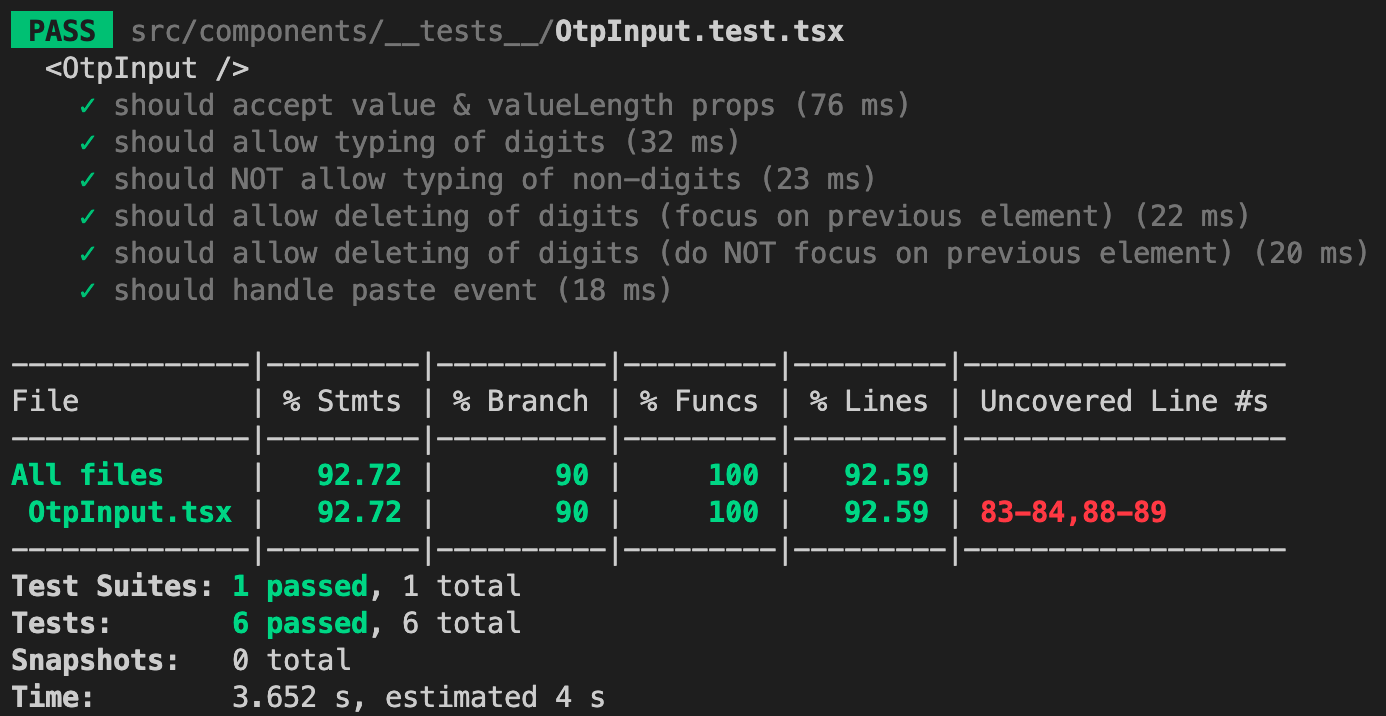 PASS src/components/__tests__/OtpInput.test.tsx
<OtpInput />
✓ should accept value & valueLength props (76 ms)
✓ should allow typing of digits (32 ms)
✓ should NOT allow typing of non-digits (23 ms)
✓ should allow deleting of digits (focus on previous element) (22 ms)
✓ should allow deleting of digits (do NOT focus on previous element) (20 ms)
✓ should handle paste event (18 ms)
--------------|---------|----------|---------|---------|-------------------
File          | % Stmts | % Branch | % Funcs | % Lines | Uncovered Line #s
--------------|---------|----------|---------|---------|-------------------
All files     |   92.72 |       90 |     100 |   92.59 |
 OtpInput.tsx |   92.72 |       90 |     100 |   92.59 | 83-84,88-89
--------------|---------|----------|---------|---------|-------------------
Test Suites: 1 passed, 1 total
Tests:       6 passed, 6 total
Snapshots:   0 total
Time:        3.652 s, estimated 4 s